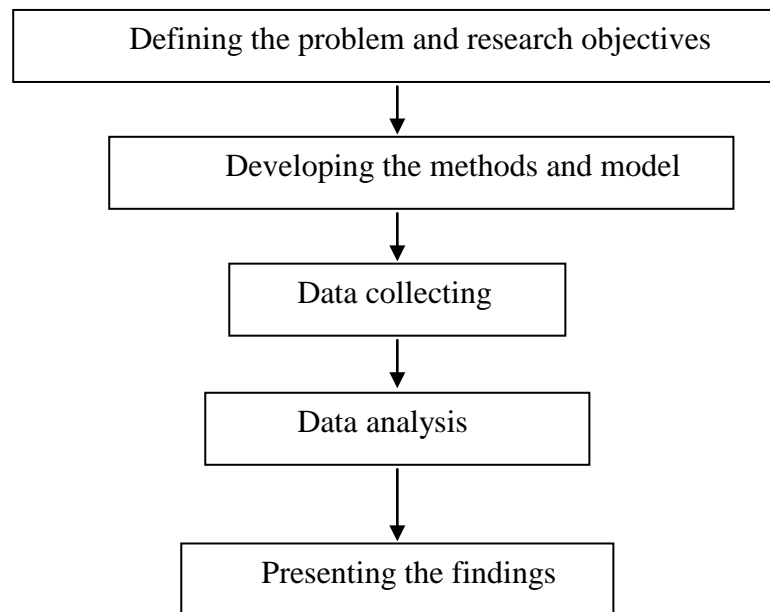 Defining the problem and research objectives
Developing the methods and model
Data collecting
Data analysis
Presenting the findings